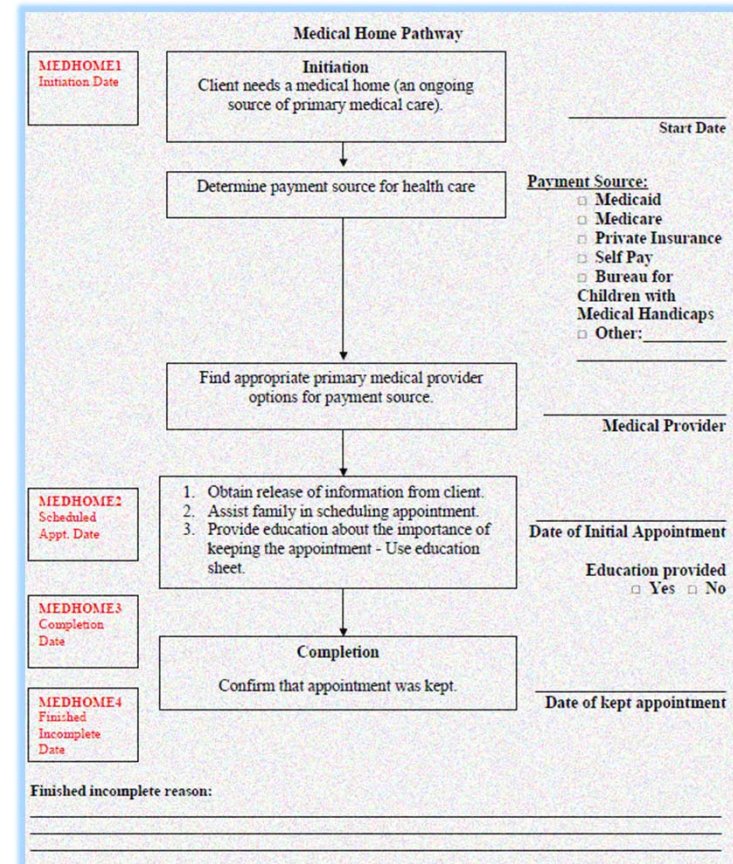 Medical Home Pathway
MEDHOME1
Initiation Date
Initiation
Client needs a medical home (an ongoing
source of primary medical care).
Start Date
Determine payment source for health care
Payment Source:
□ Medicaid
□ Medicare
□ Private Insurance
□ Self Pay
□ Bureau for
Children with
Medical Handicaps
□ Other:
Find appropriate primary medical provider
options for payment source.
Medical Provider
MEDHOME2
Scheduled
Appt. Date
1. Obtain release of information from client.
2. Assist family in scheduling appointment.
3. Provide education about the importance of
keeping the appointment - Use education
sheet.
Date of Initial Appointment
Education provided
□ Yes □ No
MEDHOME3
Completion
Date
Completion
Confirm that appointment was kept.
Date of kept appointment
MEDHOME4
Finished
Incomplete
Date
Finished incomplete reason: